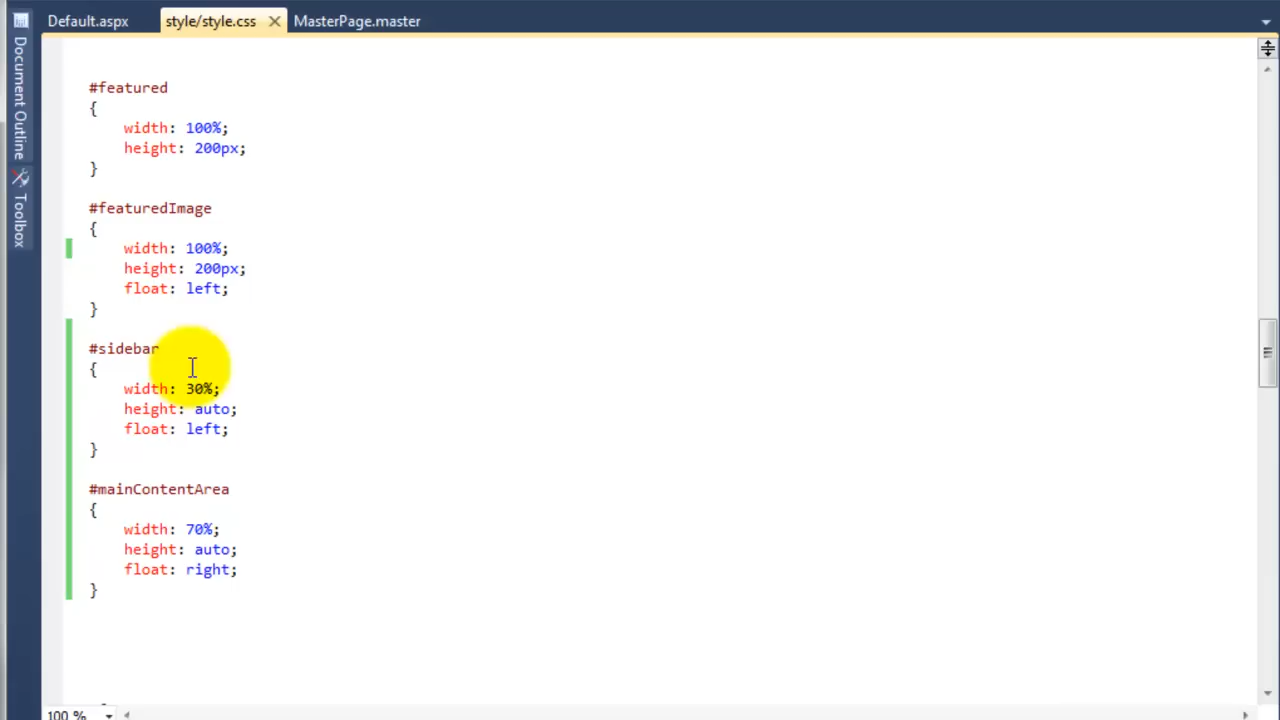 Default.aspx style/style.css MasterPage.master
Document Outline
Toolbox
#featured
{
width: 100%;
height: 200px;
}
#featuredImage
{
width: 100%;
height: 200px;
float: left;
}
#sidebar
{
width: 30%;
height: auto;
float: left;
}
#mainContentArea
{
width: 70%;
height: auto;
float: right;
}
100 %